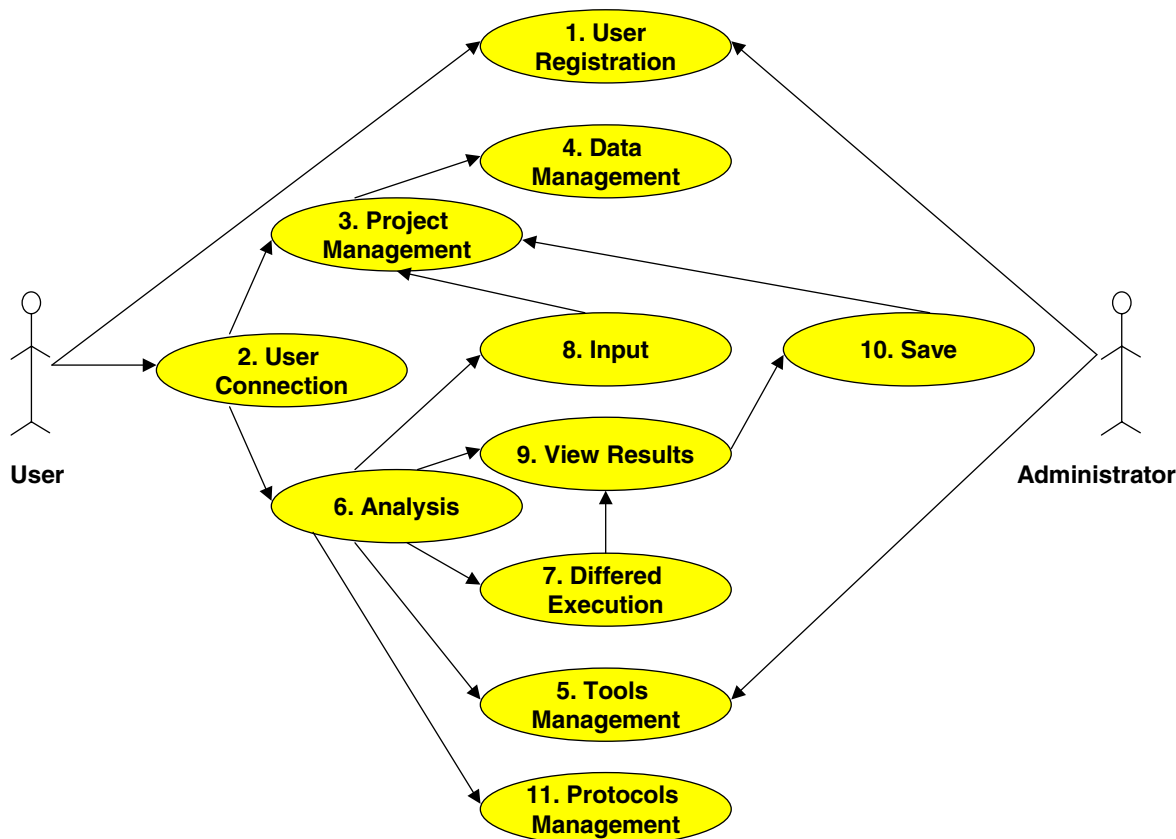 1. User
Registration
4. Data
Management
3. Project
Management
2. User
Connection
8. Input
10. Save
9. View Results
User
Administrator
6. Analysis
7. Differed
Execution
5. Tools
Management
11. Protocols
Management